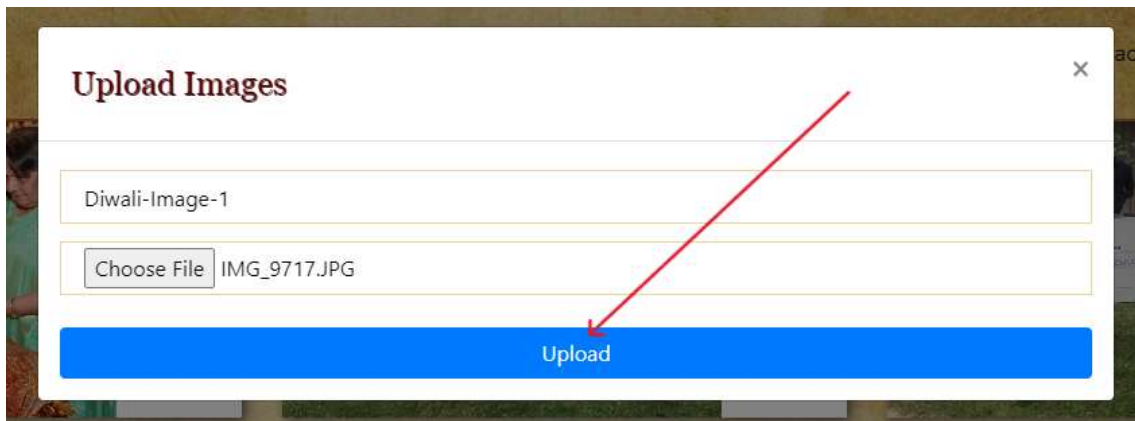 Upload Images
×
Diwali-Image-1
Choose File IMG_9717.JPG
Upload